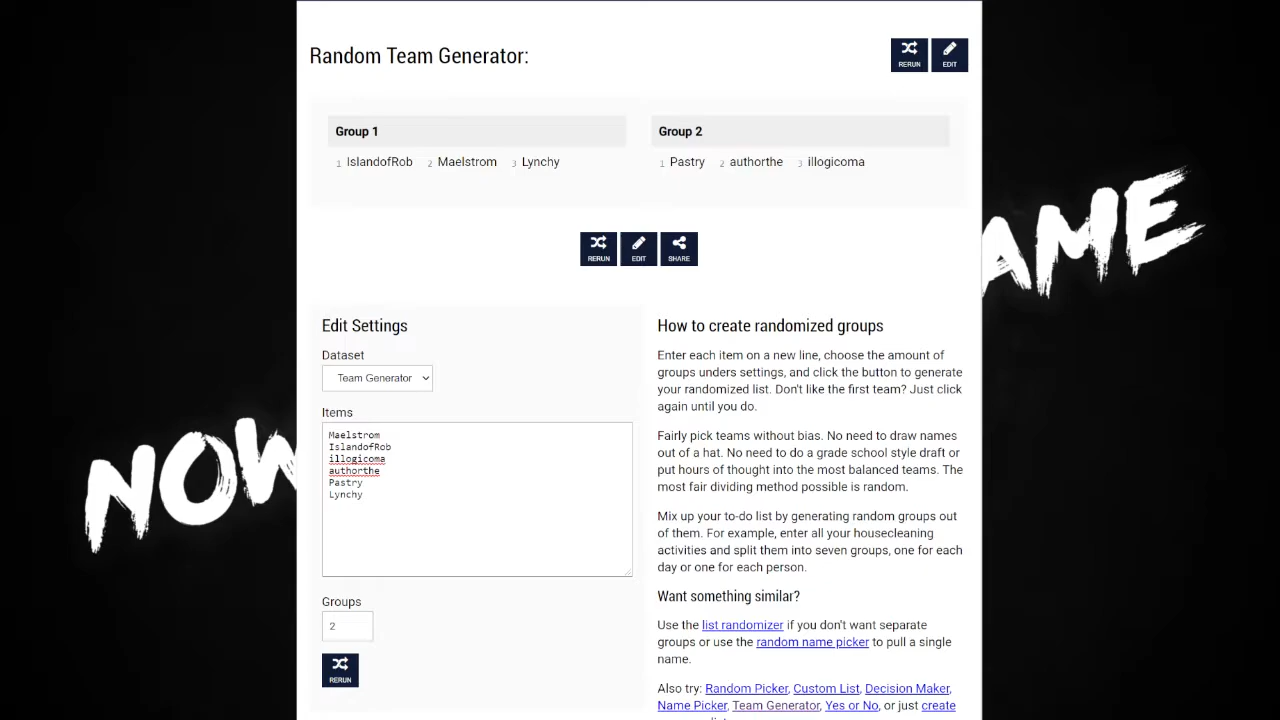 Random Team Generator:
RERUN
EDIT
Group 1
1 IslandofRob 2 Maelstrom 3 Lynchy
Group 2
1 Pastry 2 authorthe 3 illogicoma
RERUN
EDIT
SHARE
Edit Settings
Dataset
Team Generator
Items
Maelstrom
IslandofRob
illogicoma
authorthe
Pastry
Lynchy
Groups
2
RERUN
How to create randomized groups
Enter each item on a new line, choose the amount of
groups unders settings, and click the button to generate
your randomized list. Don't like the first team? Just click
again until you do.
Fairly pick teams without bias. No need to draw names
out of a hat. No need to do a grade school style draft or
put hours of thought into the most balanced teams. The
most fair dividing method possible is random.
Mix up your to-do list by generating random groups out
of them. For example, enter all your housecleaning
activities and split them into seven groups, one for each
day or one for each person.
Want something similar?
Use the list randomizer if you don't want separate
groups or use the random name picker to pull a single
name.
Also try: Random Picker, Custom List, Decision Maker,
Name Picker, Team Generator, Yes or No, or just create
NOW
AME